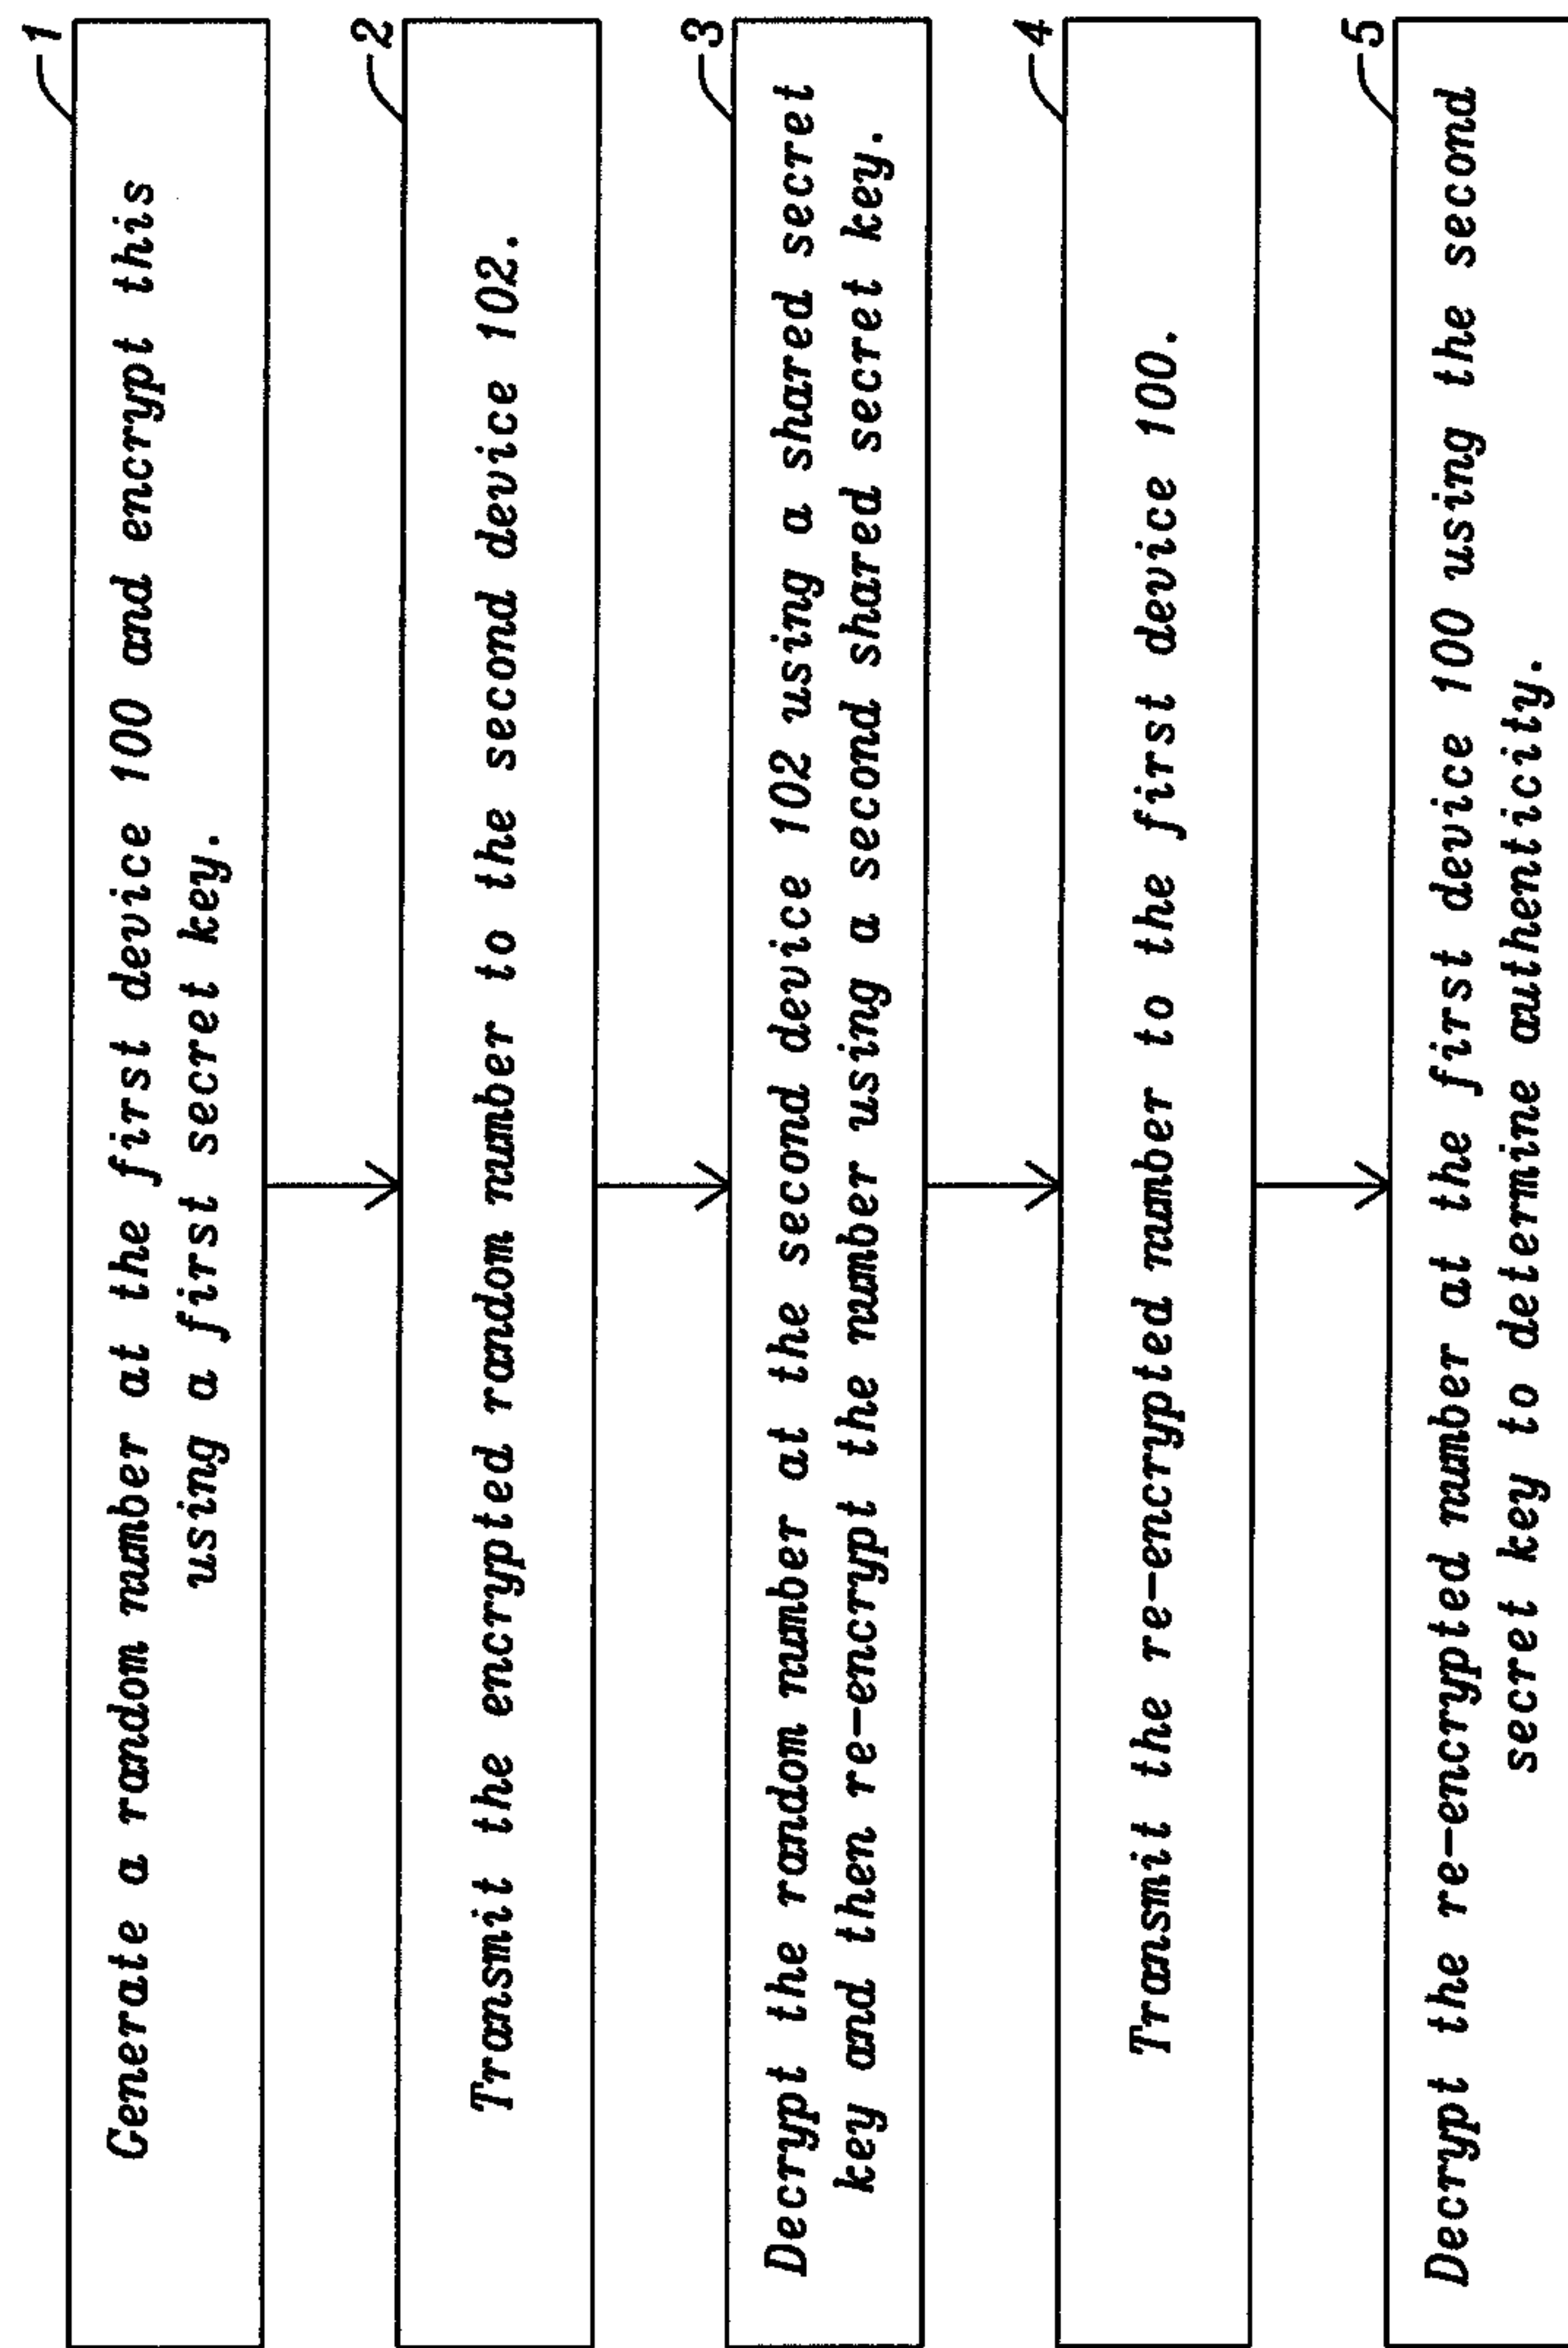 1
Generate a random number at the first device 100 and encrypt this
using a first secret key.
2
Transmit the encrypted random number to the second device 102.
3
Decrypt the random number at the second device 102 using a shared secret
key and then re-encrypt the number using a second shared secret key.
4
Transmit the re-encrypted number to the first device 100.
5
Decrypt the re-encrypted number at the first device 100 using the second
secret key to determine authenticity.